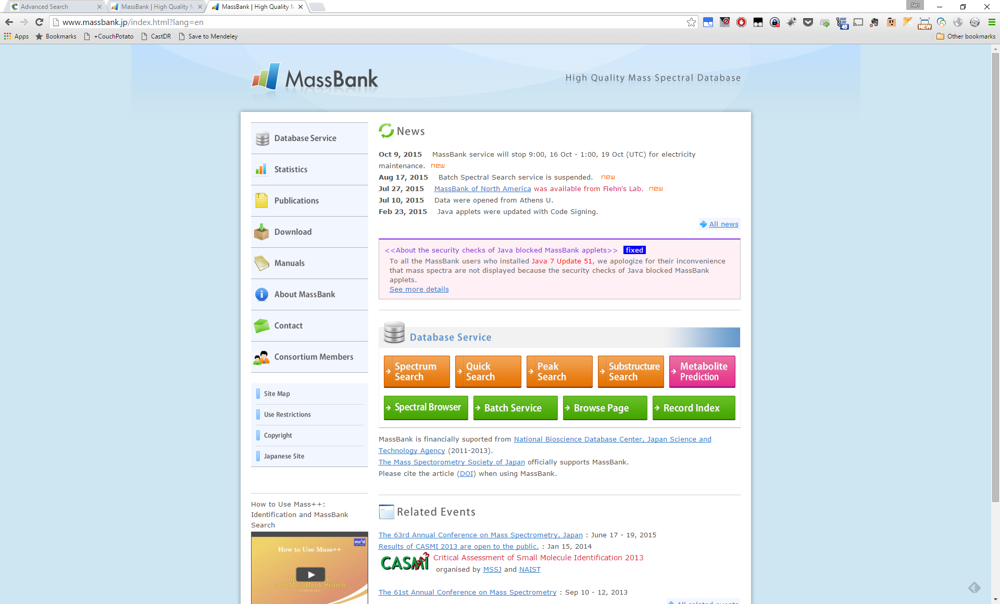 Advanced Search
MassBank | High Quality M
MassBank | High Quality M
Jan
www.massbank.jp/index.html?lang=en
45
NEW
Apps
Bookmarks
+CouchPotato
CastDR
Save to Mendeley
Other bookmarks
MassBank
High Quality Mass Spectral Database
Database Service
Statistics
Publications
Download
Manuals
About MassBank
Contact
Consortium Members
Site Map
Use Restrictions
Copyright
Japanese Site
How to Use Mass++:
Identification and MassBank
Search
How to Use Mass++
and MassBank Search
News
Oct 9, 2015 MassBank service will stop 9:00, 16 Oct - 1:00, 19 Oct (UTC) for electricity
maintenance. new
Aug 17, 2015 Batch Spectral Search service is suspended. new
Jul 27, 2015 MassBank of North America was available from Fiehn's Lab. new
Jul 10, 2015 Data were opened from Athens U.
Feb 23, 2015 Java applets were updated with Code Signing.
All news
<<About the security checks of Java blocked MassBank applets>> fixed
To all the MassBank users who installed Java 7 Update 51, we apologize for their inconvenience
that mass spectra are not displayed because the security checks of Java blocked MassBank
applets.
See more details
Database Service
Spectrum Search
Quick Search
Peak Search
Substructure Search
Metabolite Prediction
Spectral Browser
Batch Service
Browse Page
Record Index
MassBank is financially suported from National Bioscience Database Center, Japan Science and
Technology Agency (2011-2013).
The Mass Spectorometry Society of Japan officially supports MassBank.
Please cite the article (DOI) when using MassBank.
Related Events
The 63rd Annual Conference on Mass Spectrometry, Japan : June 17 - 19, 2015
Results of CASMI 2013 are open to the public. : Jan 15, 2014
CASMI 2013 Critical Assessment of Small Molecule Identification 2013
organised by MSSJ and NAIST
The 61st Annual Conference on Mass Spectrometry : Sep 10 - 12, 2013
All related events